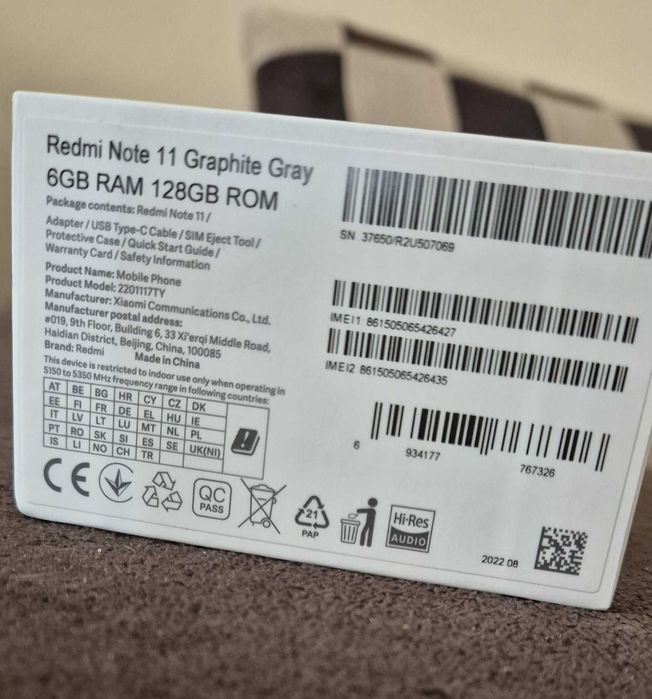 Redmi Note 11 Graphite Gray
6GB RAM 128GB ROM
Package contents: Redmi Note 11 /
Adapter / USB Type-C Cable / SIM Eject Tool /
Protective Case / Quick Start Guide /
Warranty Card / Safety Information
Product Name: Mobile Phone
Product Model: 2201117TY
Manufacturer: Xiaomi Communications Co., Ltd.
Manufacturer postal address:
#019, 9th Floor, Building 6, 33 Xi'erqi Middle Road,
Haidian District, Beijing, China, 100085
Brand: Redmi Made in China
This device is restricted to indoor use only when operating in
5150 to 5350 MHz frequency range in following countries:
AT BE BG HR CY CZ DK
EE FI FR DE EL HU IE
IT LV LT LU MT NL PL
PT RO SK SI ES SE UK(NI)
IS LI NO CH TR
CE
QC
PASS
21
PAP
Hi-Res
AUDIO
SN 37650/R2U507069
IMEI1 861505065426427
IMEI2 861505065426435
6 934177 767326
2022 08